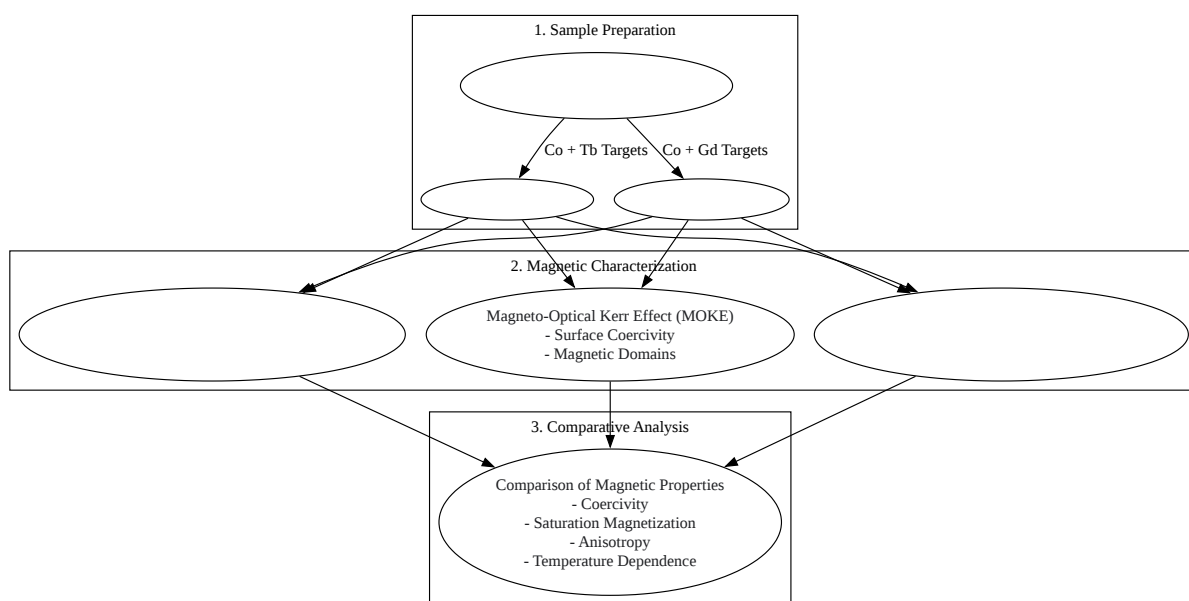 1. Sample Preparation
Co + Tb Targets
Co + Gd Targets
2. Magnetic Characterization
Magneto-Optical Kerr Effect (MOKE)
- Surface Coercivity
- Magnetic Domains
3. Comparative Analysis
Comparison of Magnetic Properties
- Coercivity
- Saturation Magnetization
- Anisotropy
- Temperature Dependence